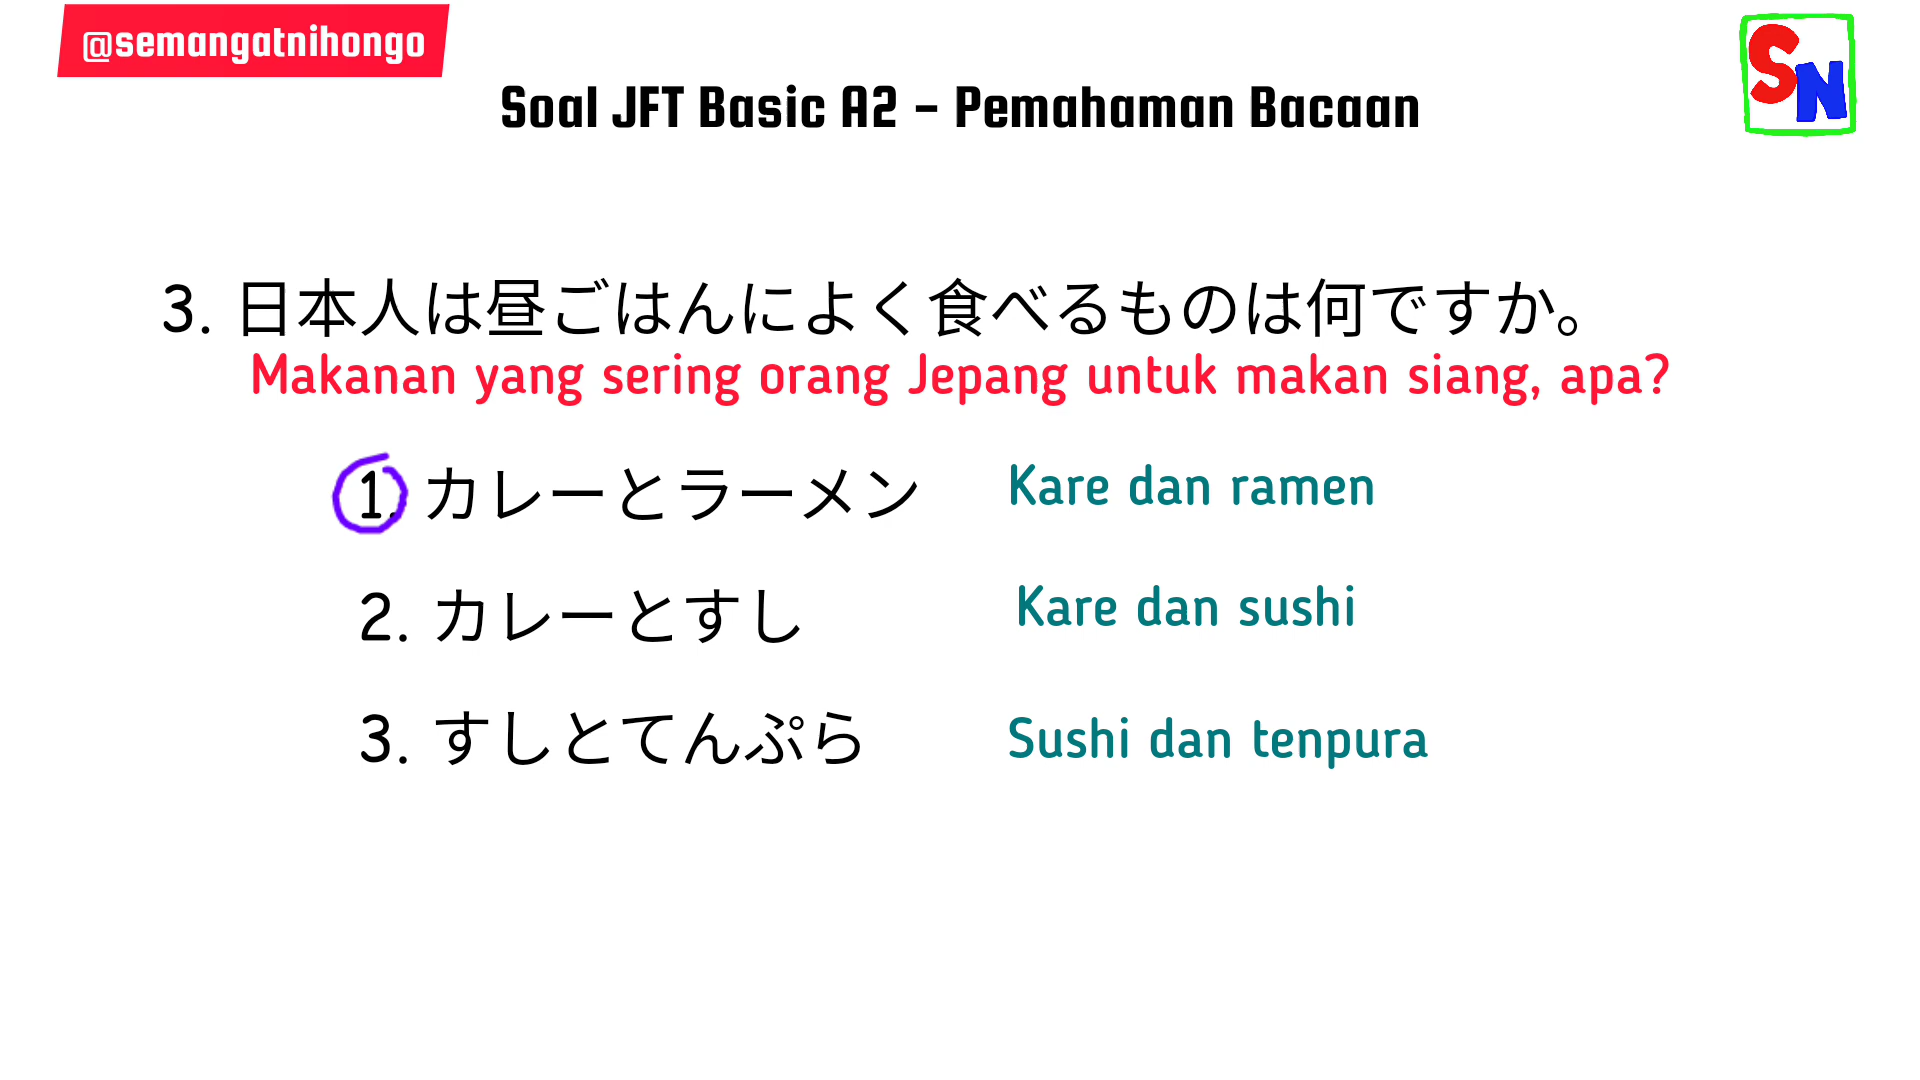 @semangatnihongo
SN
Soal JFT Basic A2 - Pemahaman Bacaan
3. 日本人は昼ごはんによく食べるものは何ですか。
Makanan yang sering orang Jepang untuk makan siang, apa?
1. カレーとラーメン Kare dan ramen
2. カレーとすし Kare dan sushi
3. すしとてんぷら Sushi dan tenpura